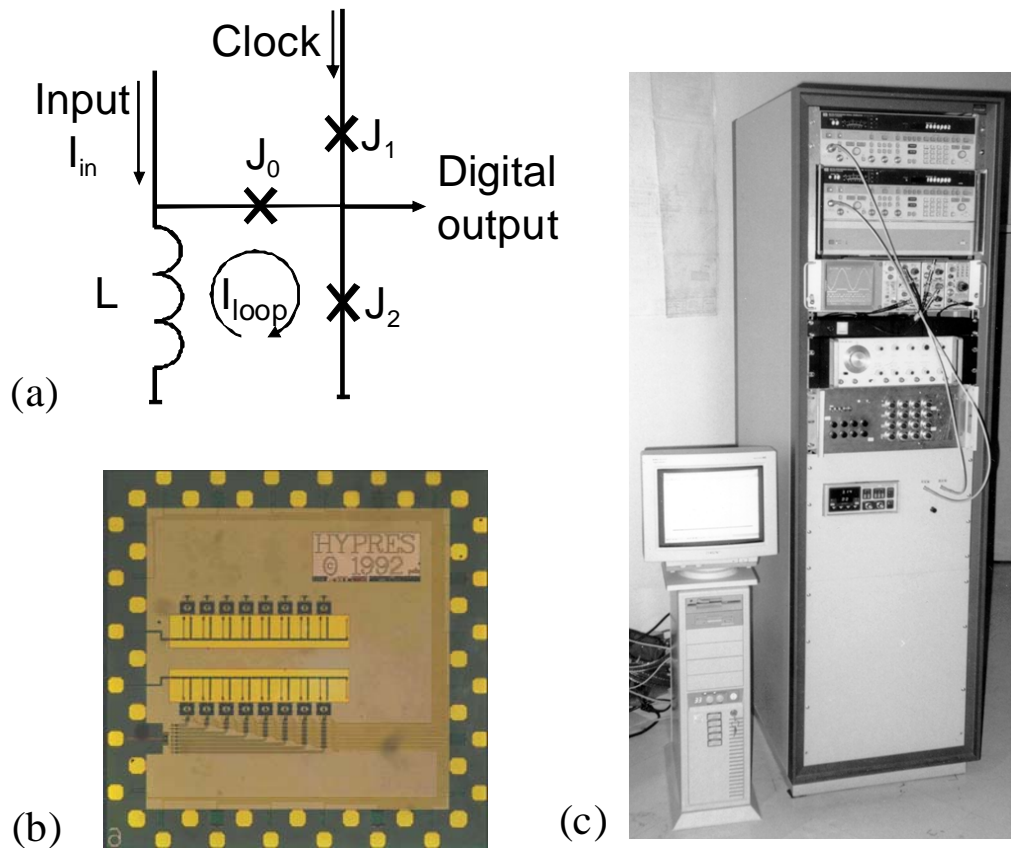 Clock
Input
I_in
J_1
J_0
Digital
output
L
I_loop
J_2
(a)
HYPRES
© 1992
(b)
(c)